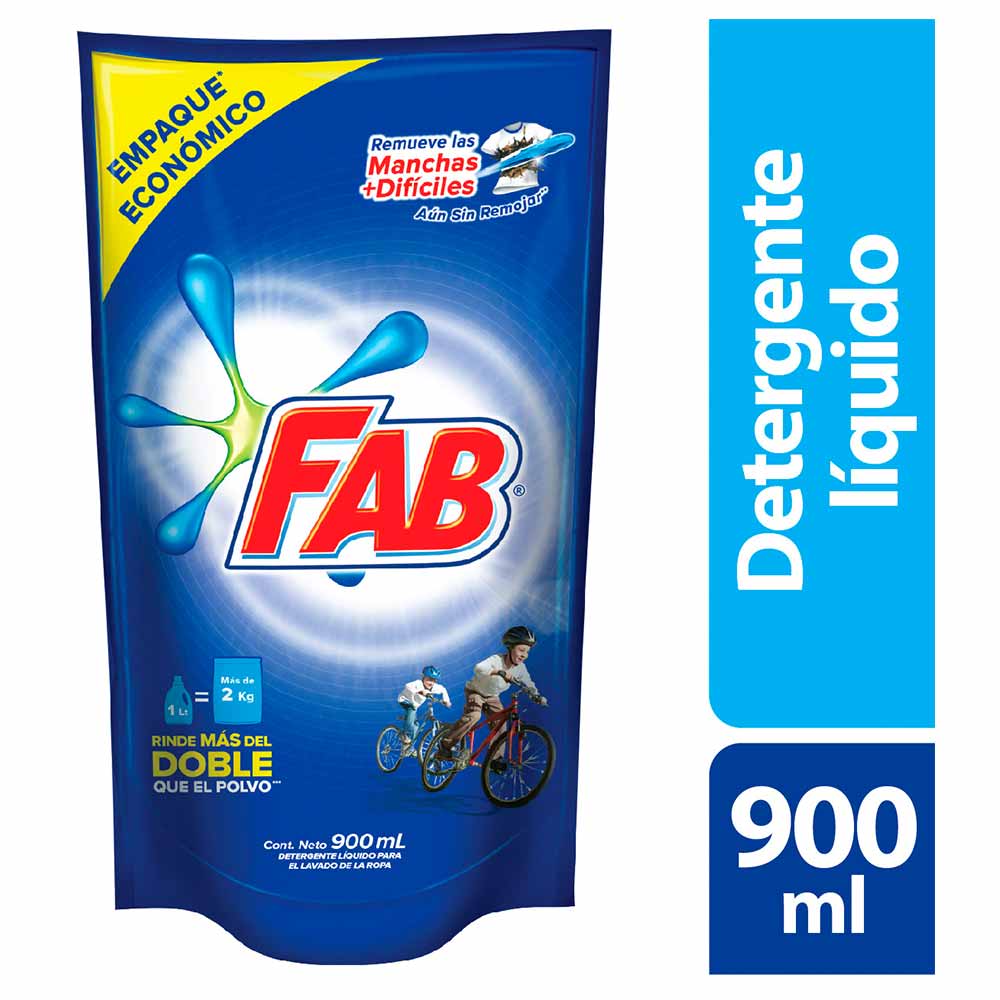 EMPAQUE*
ECONÓMICO
Remueve las
Manchas
+Difíciles
Aún Sin Remojar**
FAB®
1 Lt = Más de
2 Kg
RINDE MÁS DEL
DOBLE
QUE EL POLVO***
Cont. Neto 900 mL
DETERGENTE LÍQUIDO PARA
EL LAVADO DE LA ROPA
Detergente
líquido
900
ml